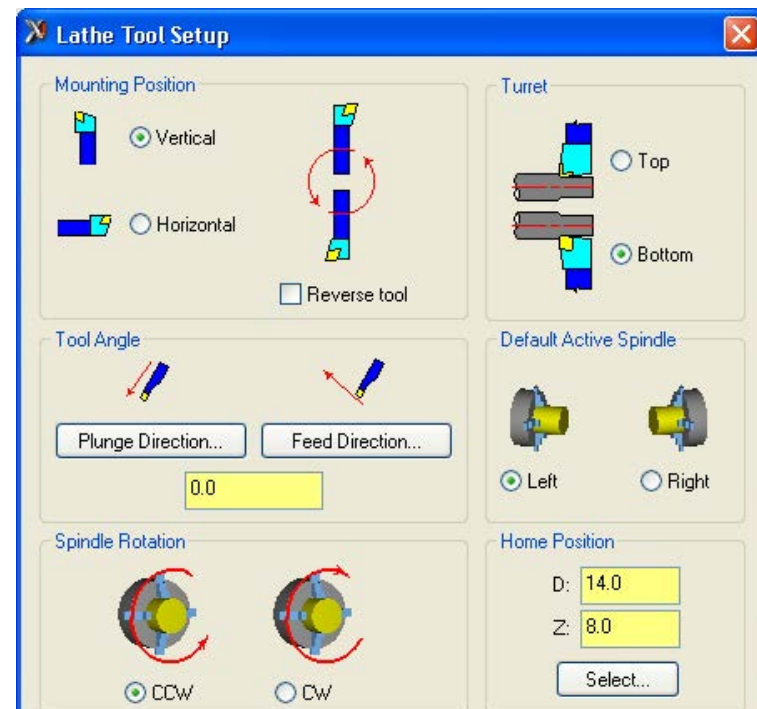 Lathe Tool Setup
Mounting Position
Vertical
Horizontal
Reverse tool
Turret
Top
Bottom
Tool Angle
Plunge Direction...
Feed Direction...
0.0
Default Active Spindle
Left
Right
Spindle Rotation
CCW
CW
Home Position
D: 14.0
Z: 8.0
Select...